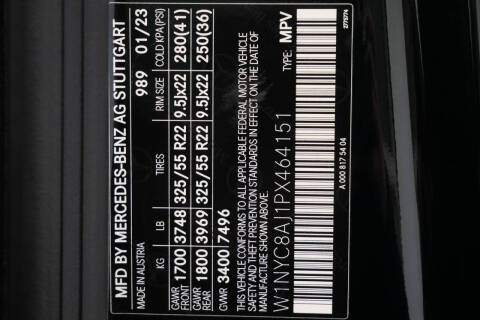 MFD BY MERCEDES-BENZ AG STUTTGART
MADE IN AUSTRIA 989 01/23
KG LB TIRES RIM SIZE COLD KPA(PSI)
GAWR FRONT 1700 3748 325/55 R22 9.5Jx22 280(41)
GAWR REAR 1800 3969 325/55 R22 9.5Jx22 250(36)
GVWR 3400 7496
THIS VEHICLE CONFORMS TO ALL APPLICABLE FEDERAL MOTOR VEHICLE
SAFETY AND THEFT PREVENTION STANDARDS IN EFFECT ON THE DATE OF
MANUFACTURE SHOWN ABOVE.
TYPE: MPV
W1NYC8AJ1PX464151
A 000 817 54 04